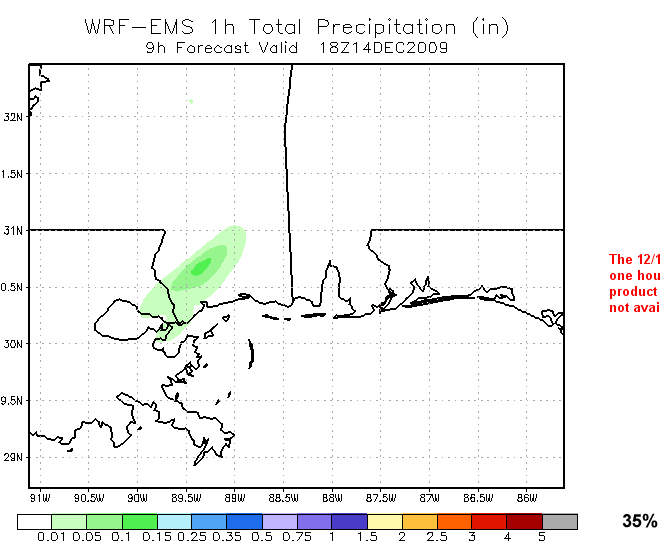 WRF-EMS 1h Total Precipitation (in)
9h Forecast Valid 18Z14DEC2009
32N
1.5N
31N
0.5N
30N
9.5N
29N
91W 90.5W 90W 89.5W 89W 88.5W 88W 87.5W 87W 86.5W 86W
The 12/1
one hou
product
not avai
0.01 0.05 0.1 0.15 0.25 0.35 0.5 0.75 1 1.5 2 2.5 3 4 5
35%